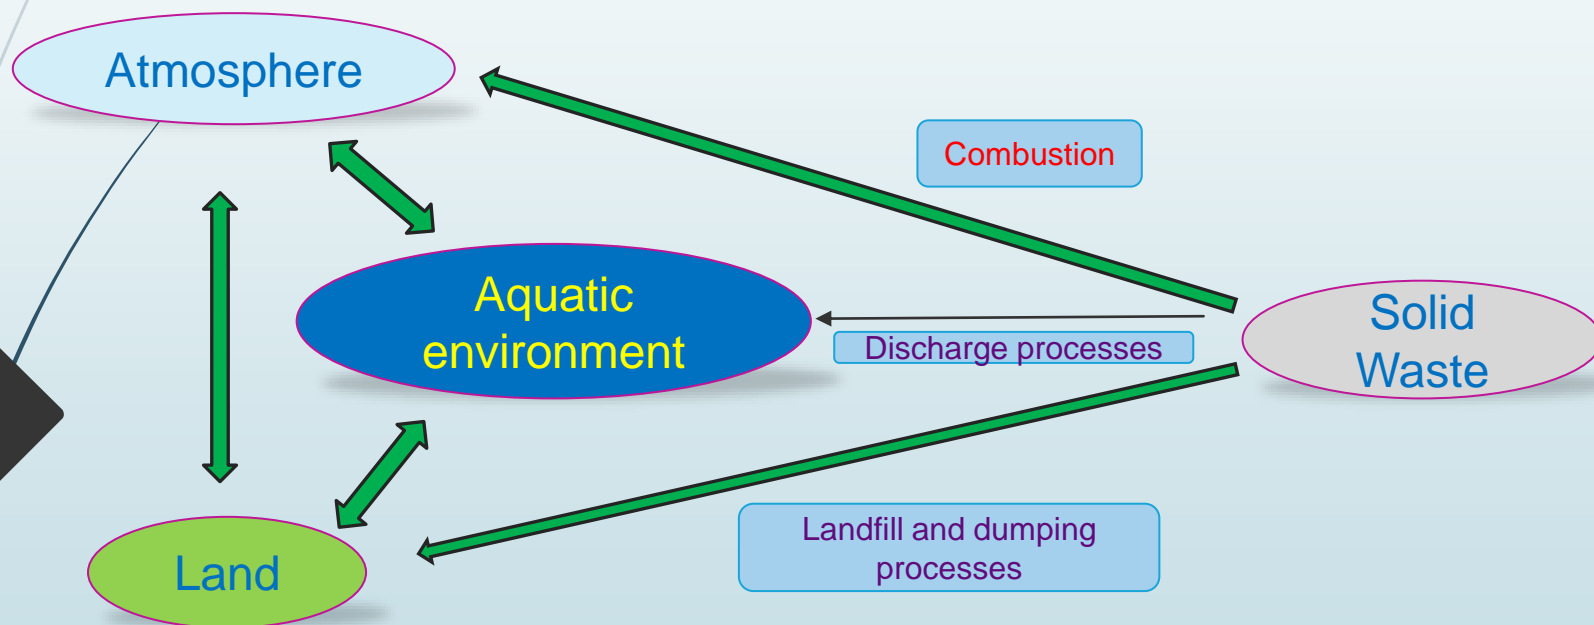 Atmosphere
Combustion
Aquatic
environment
Discharge processes
Solid
Waste
Landfill and dumping
processes
Land